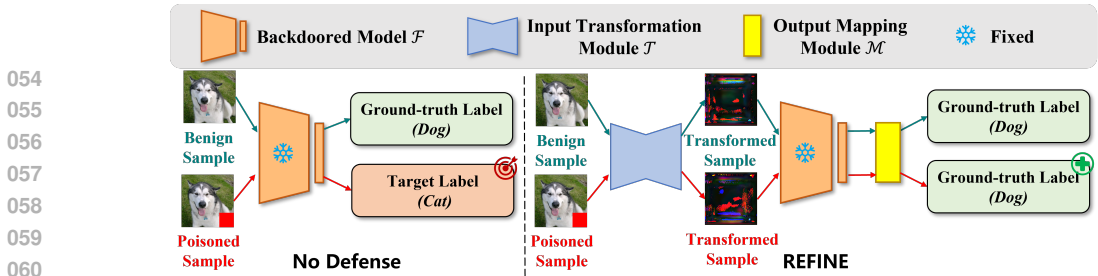 Backdoored Model ℱ
Input Transformation
Module 𝒯
Output Mapping
Module ℳ
Fixed
054
055
056
057
058
059
060
Benign
Sample
Poisoned
Sample
Ground-truth Label
(Dog)
Target Label
(Cat)
No Defense
Benign
Sample
Poisoned
Sample
Transformed
Sample
Transformed
Sample
Ground-truth Label
(Dog)
Ground-truth Label
(Dog)
REFINE